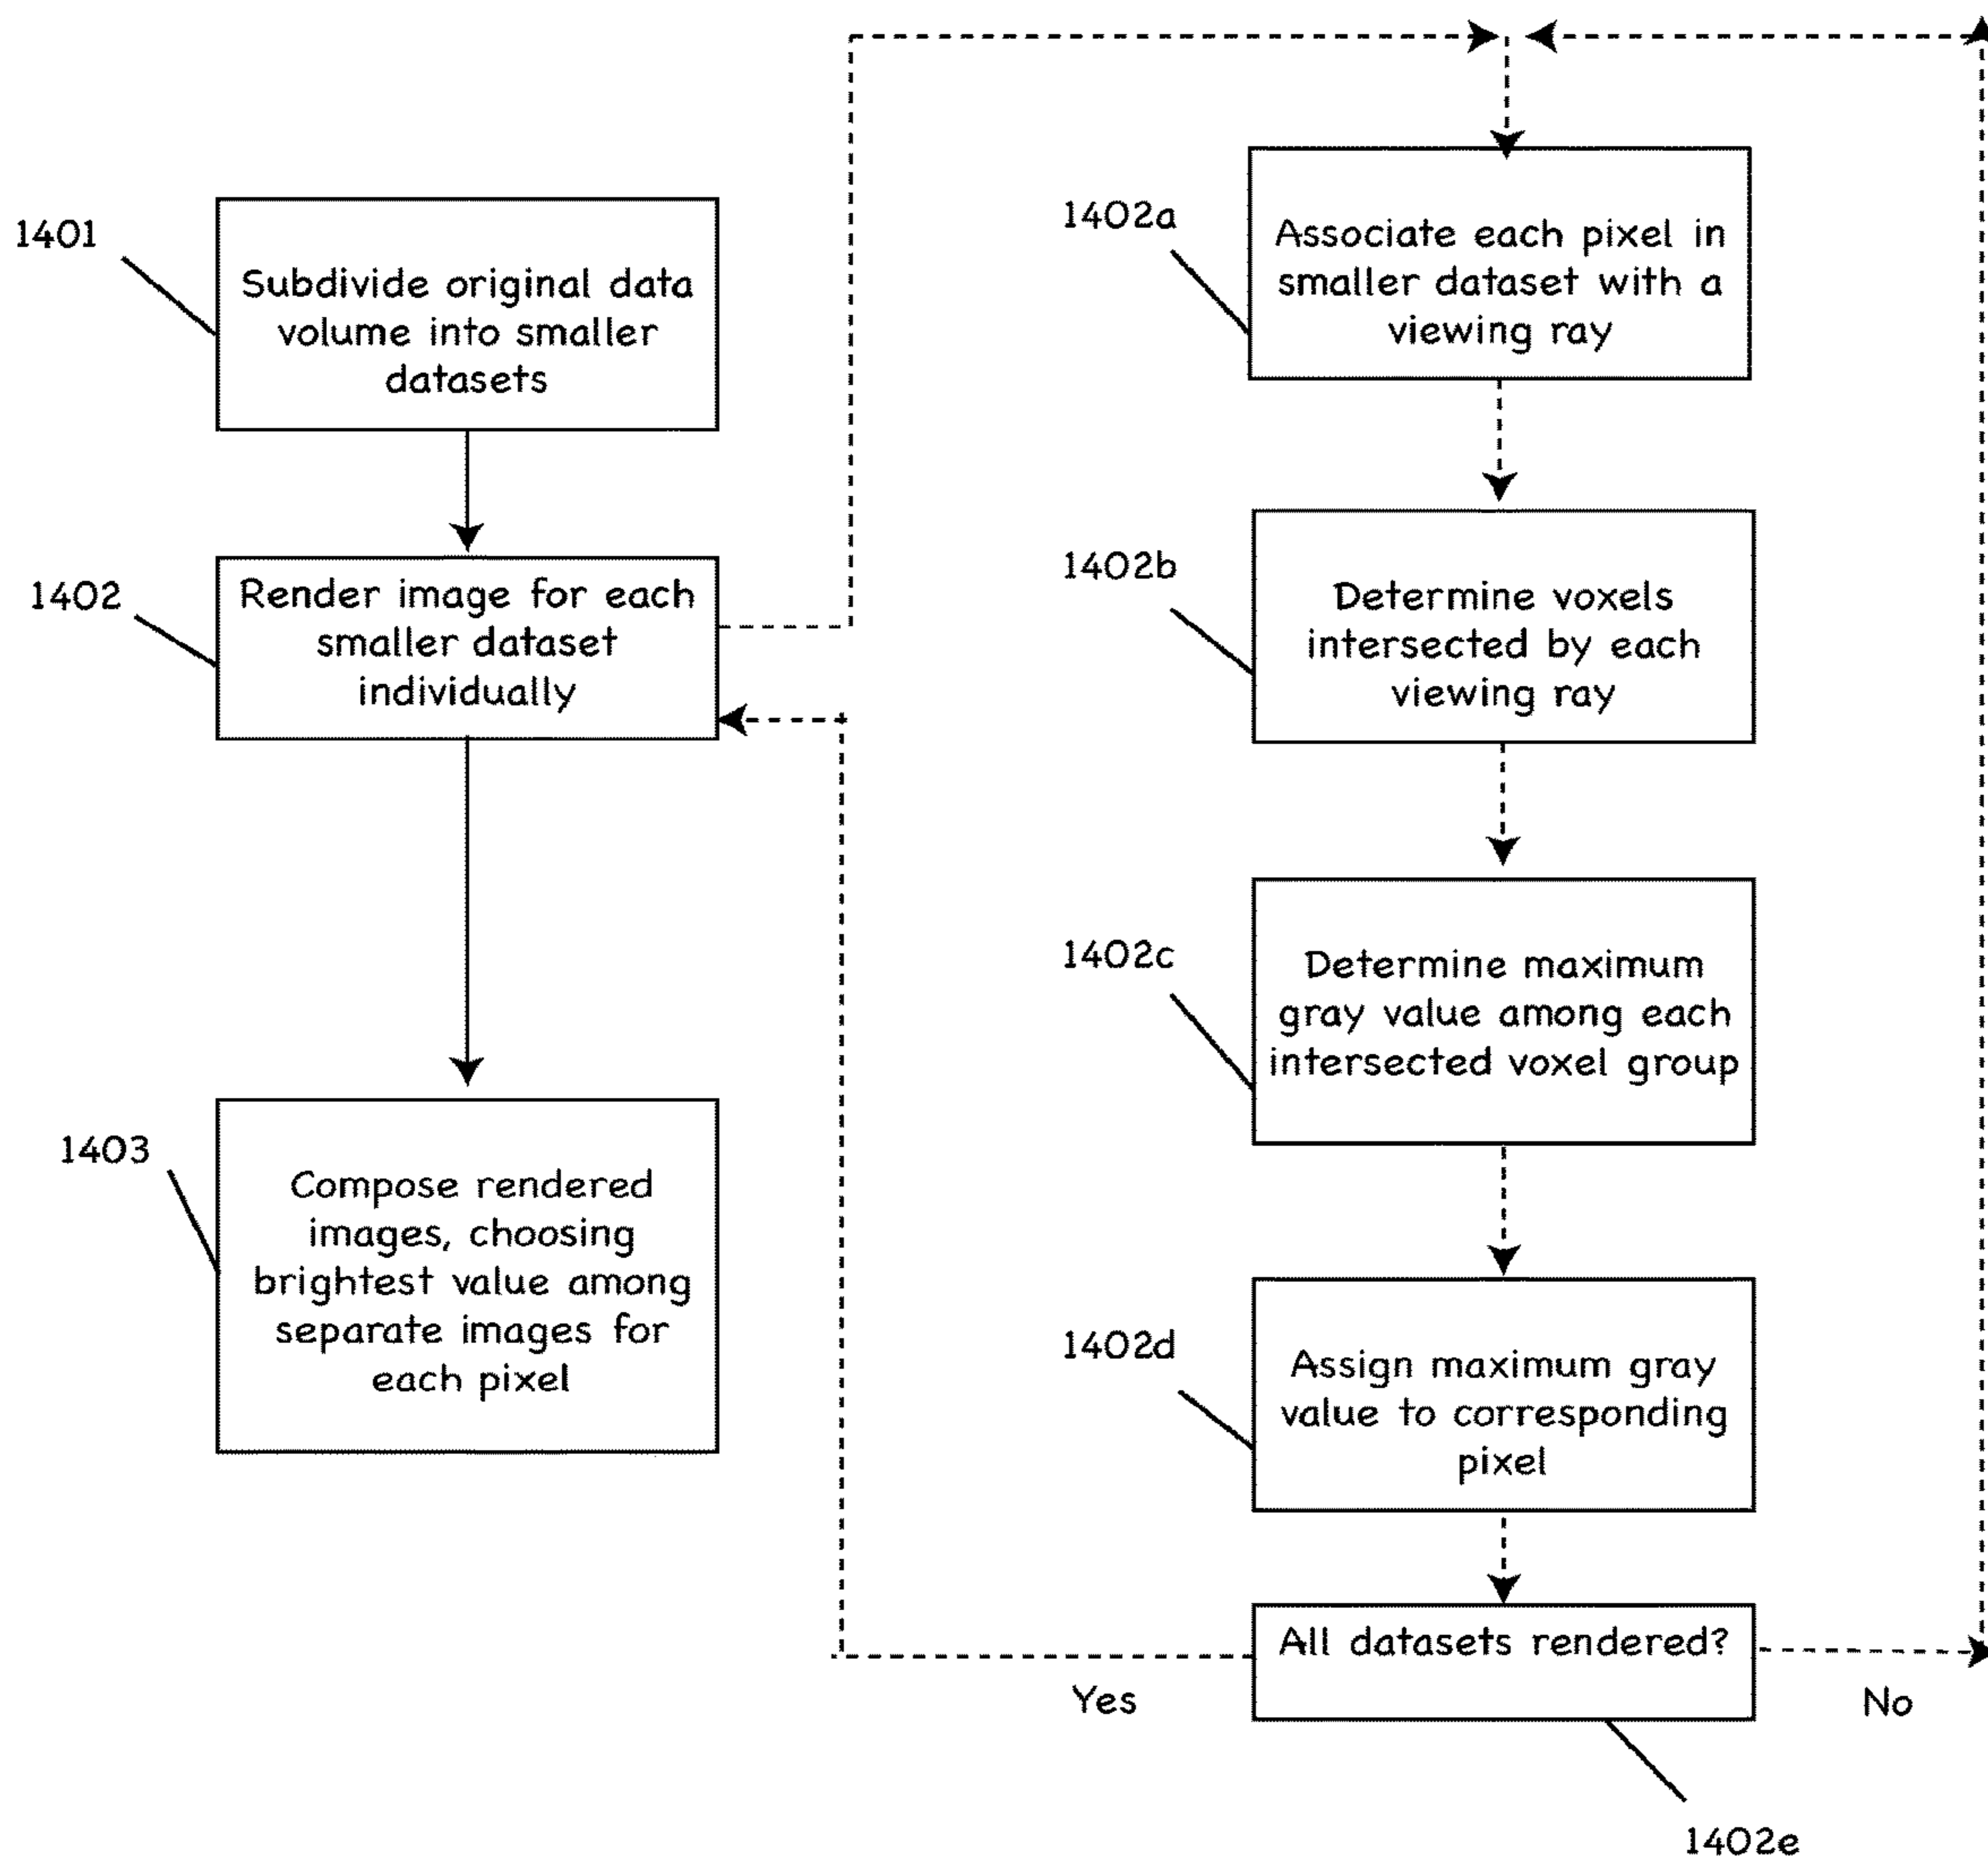 1401
Subdivide original data
volume into smaller
datasets
1402
Render image for each
smaller dataset
individually
1403
Compose rendered
images, choosing
brightest value among
separate images for
each pixel
1402a
Associate each pixel in
smaller dataset with a
viewing ray
1402b
Determine voxels
intersected by each
viewing ray
1402c
Determine maximum
gray value among each
intersected voxel group
1402d
Assign maximum gray
value to corresponding
pixel
All datasets rendered?
Yes
No
1402e